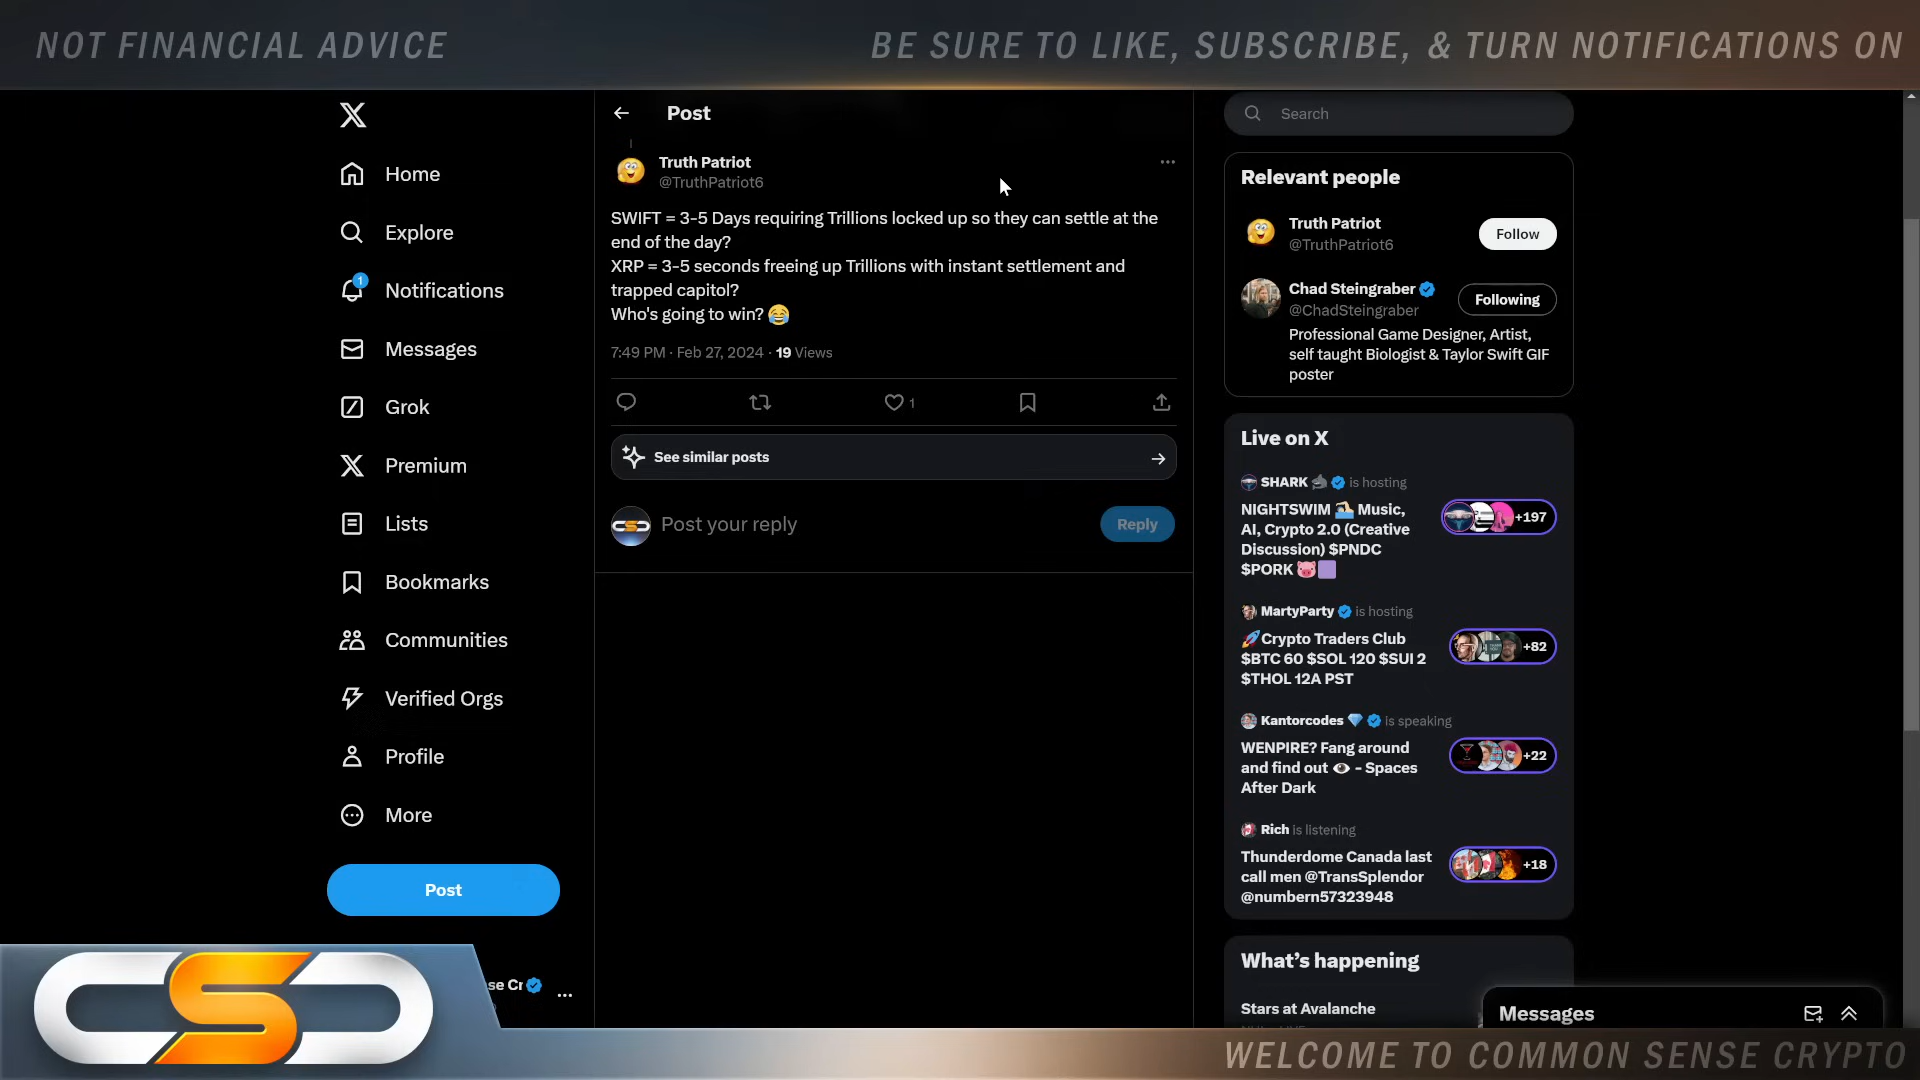 NOT FINANCIAL ADVICE
BE SURE TO LIKE, SUBSCRIBE, & TURN NOTIFICATIONS ON
Home
Explore
1
Notifications
Messages
Grok
Premium
Lists
Bookmarks
Communities
Verified Orgs
Profile
More
Post
se Cr
Post
Truth Patriot
@TruthPatriot6
SWIFT = 3-5 Days requiring Trillions locked up so they can settle at the
end of the day?
XRP = 3-5 seconds freeing up Trillions with instant settlement and
trapped capitol?
Who's going to win? 😂
7:49 PM · Feb 27, 2024 · 19 Views
1
See similar posts
Post your reply
Reply
Search
Relevant people
Truth Patriot
@TruthPatriot6
Follow
Chad Steingraber
@ChadSteingraber
Following
Professional Game Designer, Artist,
self taught Biologist & Taylor Swift GIF
poster
Live on X
SHARK is hosting
NIGHTSWIM 🏊 Music,
AI, Crypto 2.0 (Creative
Discussion) $PNDC
$PORK 🐷🟪
+197
MartyParty is hosting
🚀Crypto Traders Club
$BTC 60 $SOL 120 $SUI 2
$THOL 12A PST
+82
Kantorcodes 💎 is speaking
WENPIRE? Fang around
and find out 👁 - Spaces
After Dark
+22
Rich is listening
Thunderdome Canada last
call men @TransSplendor
@numbern57323948
+18
What's happening
Stars at Avalanche
Messages
CSC
WELCOME TO COMMON SENSE CRYPTO